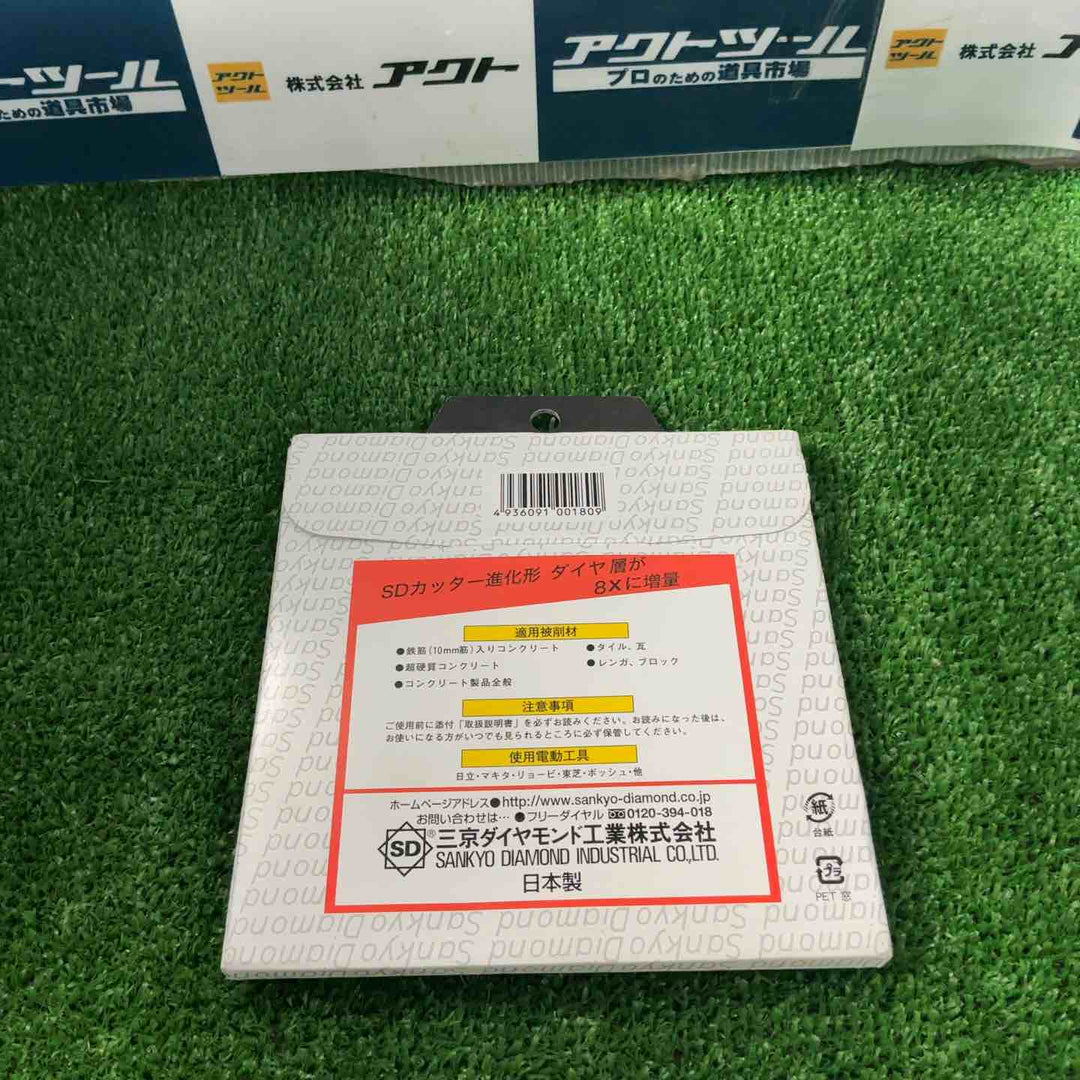 ートツール
ための道具市場
アクト
ツール
株式会社 アクト
アクトツール
プロのための道具市場
アクト
ツール
株式会社
Sankyo Diamond
4 936091 001809
SDカッター進化形 ダイヤ層が
8Xに増量
適用被削材
●鉄筋(10mm筋)入りコンクリート
●タイル、瓦
●超硬質コンクリート
●レンガ、ブロック
●コンクリート製品全般
注意事項
ご使用前に添付「取扱説明書」を必ずお読みください。お読みになった後は、
お使いになる方がいつでも見られるところに必ず保管してください。
使用電動工具
日立・マキタ・リョービ・東芝・ボッシュ・他
ホームページアドレス●http://www.sankyo-diamond.co.jp
お問い合わせは…●フリーダイヤル 0120-394-018
SD® 三京ダイヤモンド工業株式会社
SANKYO DIAMOND INDUSTRIAL CO.,LTD.
日本製
紙
台紙
プラ
PET 窓